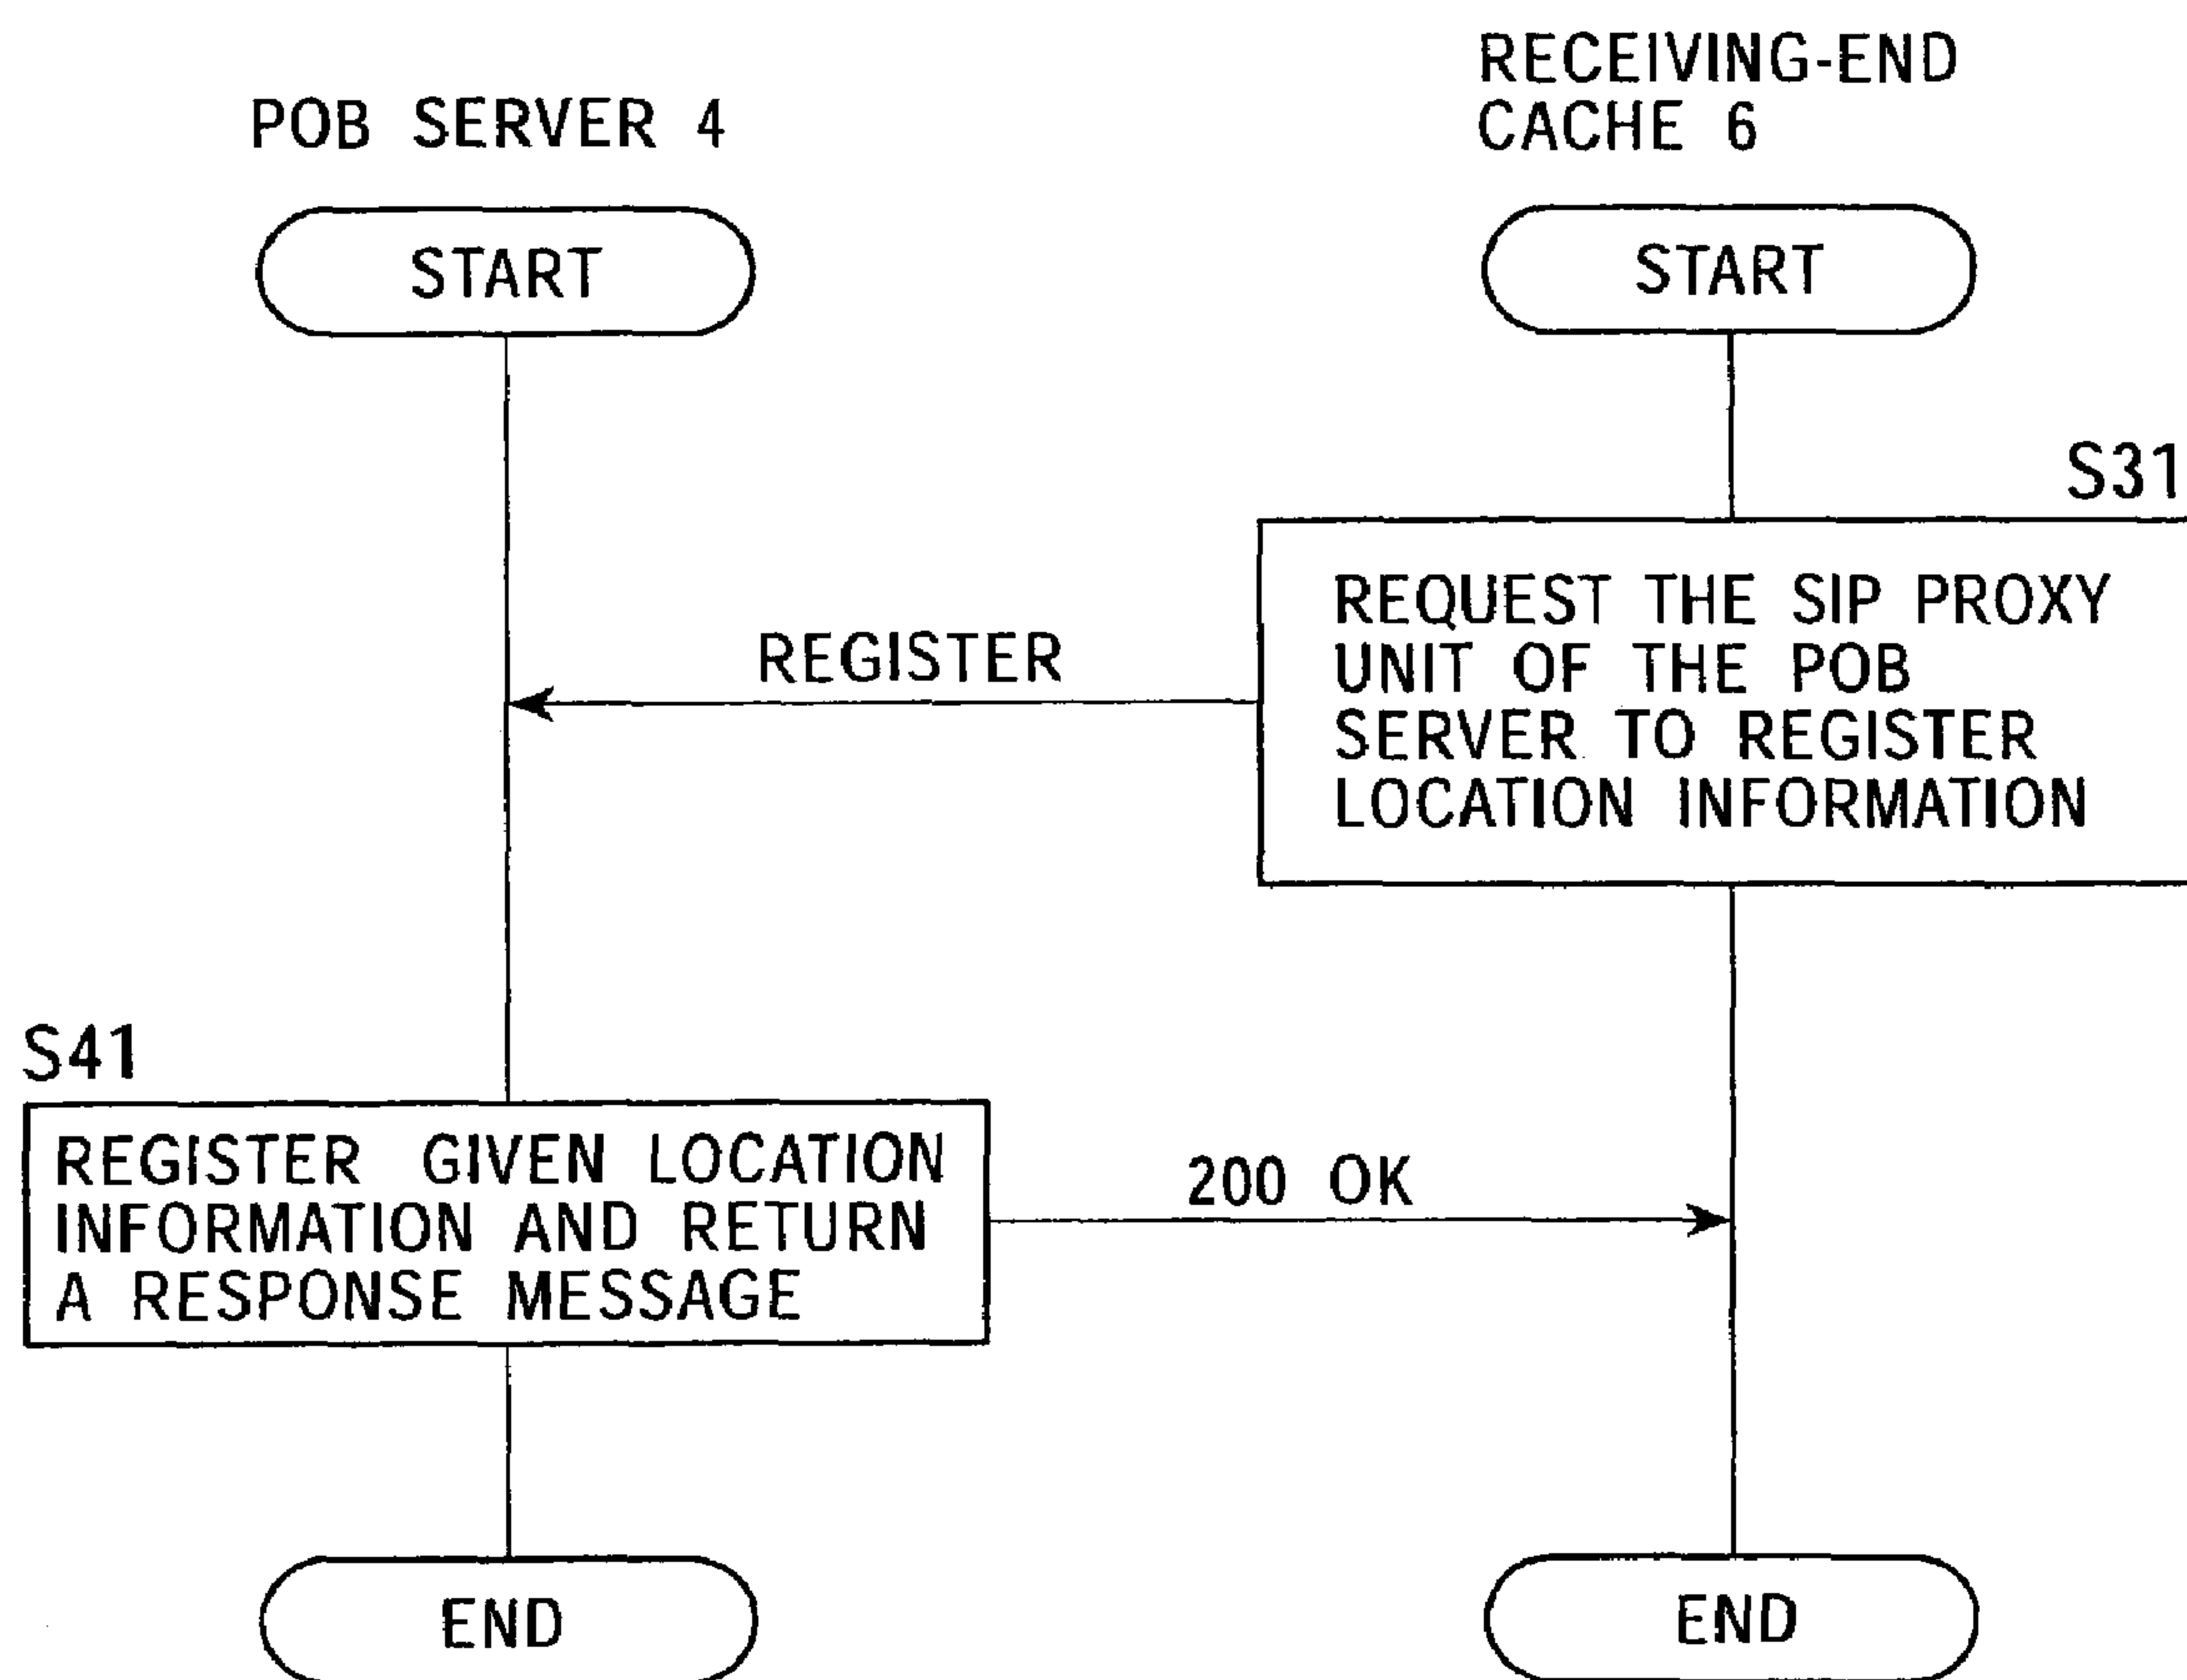 POB SERVER 4
RECEIVING-END
CACHE 6
START
START
S31
REQUEST THE SIP PROXY
UNIT OF THE POB
SERVER TO REGISTER
LOCATION INFORMATION
REGISTER
S41
REGISTER GIVEN LOCATION
INFORMATION AND RETURN
A RESPONSE MESSAGE
200 OK
END
END